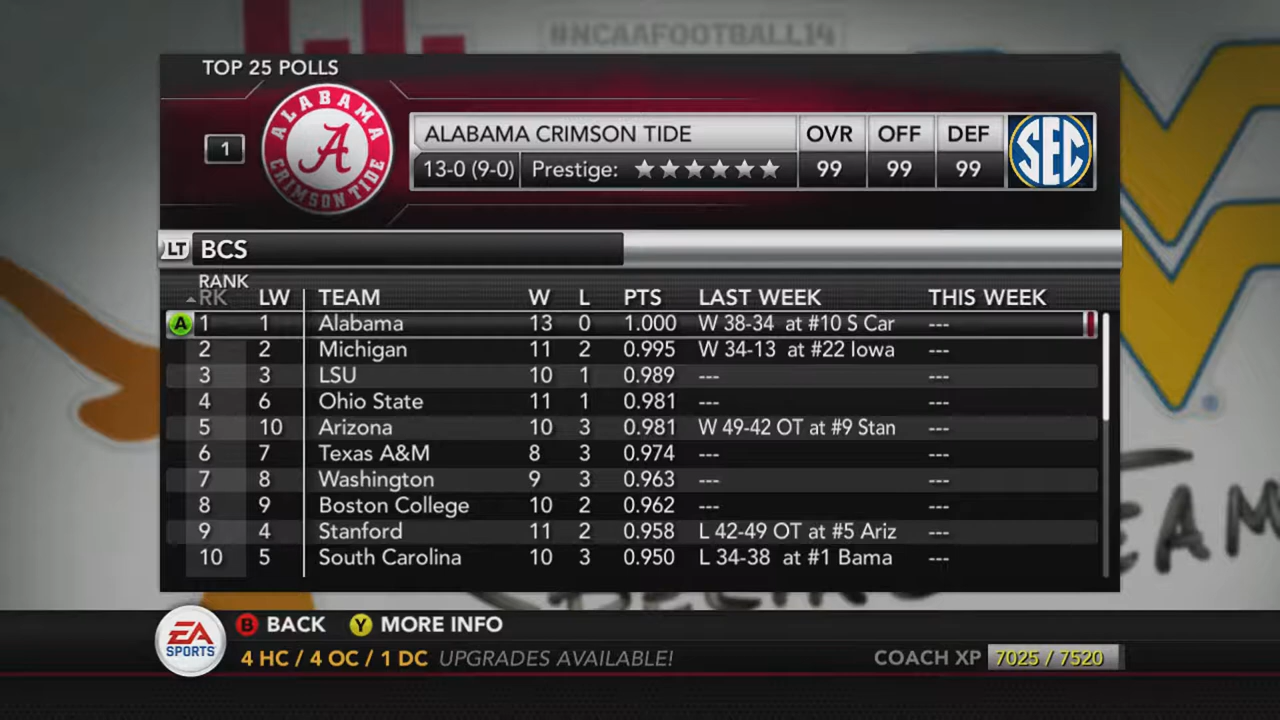 #NCAAFOOTBALL14
TOP 25 POLLS
1
ALABAMA
A
CRIMSON TIDE
ALABAMA CRIMSON TIDE OVR OFF DEF
13-0 (9-0) Prestige: ★★★★★★ 99 99 99
SEC
LT BCS
RANK
RK LW TEAM W L PTS LAST WEEK THIS WEEK
A 1 1 Alabama 13 0 1.000 W 38-34 at #10 S Car ---
2 2 Michigan 11 2 0.995 W 34-13 at #22 Iowa ---
3 3 LSU 10 1 0.989 --- ---
4 6 Ohio State 11 1 0.981 --- ---
5 10 Arizona 10 3 0.981 W 49-42 OT at #9 Stan ---
6 7 Texas A&M 8 3 0.974 --- ---
7 8 Washington 9 3 0.963 --- ---
8 9 Boston College 10 2 0.962 --- ---
9 4 Stanford 11 2 0.958 L 42-49 OT at #5 Ariz ---
10 5 South Carolina 10 3 0.950 L 34-38 at #1 Bama ---
EA SPORTS
B BACK Y MORE INFO
4 HC / 4 OC / 1 DC UPGRADES AVAILABLE! COACH XP 7025 / 7520